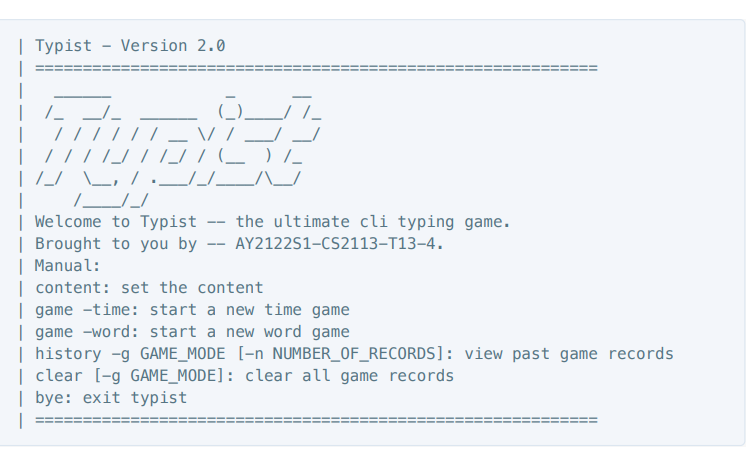 | Typist - Version 2.0
| ===========================================================
|   ______            _      __
|  /_  __/_  ______  (_)____/ /_
|   / / / / / / __ \/ / ___/ __/
|  / / / /_/ / /_/ / (__  ) /_
| /_/  \__, / .___/_/____/\__/
|     /____/_/
| Welcome to Typist -- the ultimate cli typing game.
| Brought to you by -- AY2122S1-CS2113-T13-4.
| Manual:
| content: set the content
| game -time: start a new time game
| game -word: start a new word game
| history -g GAME_MODE [-n NUMBER_OF_RECORDS]: view past game records
| clear [-g GAME_MODE]: clear all game records
| bye: exit typist
| ===========================================================